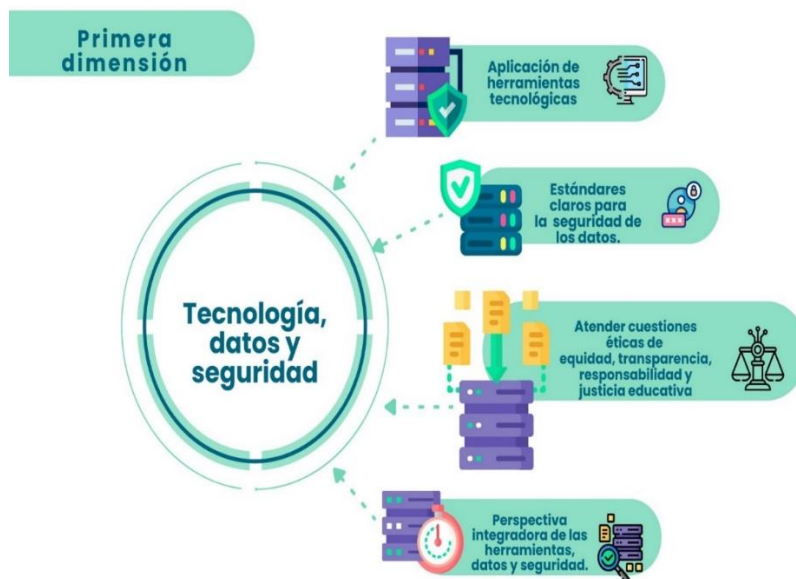 Primera
dimensión
Aplicación de
herramientas
tecnológicas
Estándares
claros para
la seguridad de
los datos.
Tecnología,
datos y
seguridad
Atender cuestiones
éticas de
equidad, transparencia,
responsabilidad y
justicia educativa
Perspectiva
integradora de las
herramientas,
datos y seguridad.